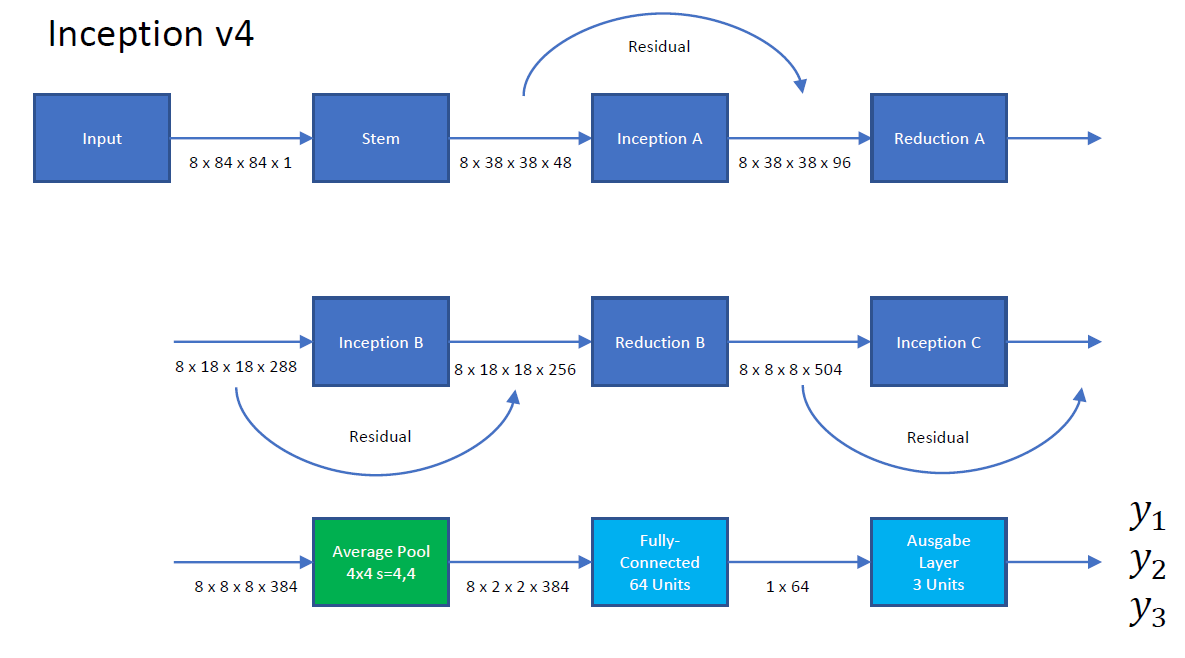 Inception v4
Residual
Input
Stem
Inception A
Reduction A
8 x 84 x 84 x 1
8 x 38 x 38 x 48
8 x 38 x 38 x 96
Inception B
Reduction B
Inception C
8 x 18 x 18 x 288
8 x 18 x 18 x 256
8 x 8 x 8 x 504
Residual
Residual
Average Pool
4x4 s=4,4
Fully-
Connected
64 Units
Ausgabe
Layer
3 Units
8 x 8 x 8 x 384
8 x 2 x 2 x 384
1 x 64
y₁
y₂
y₃